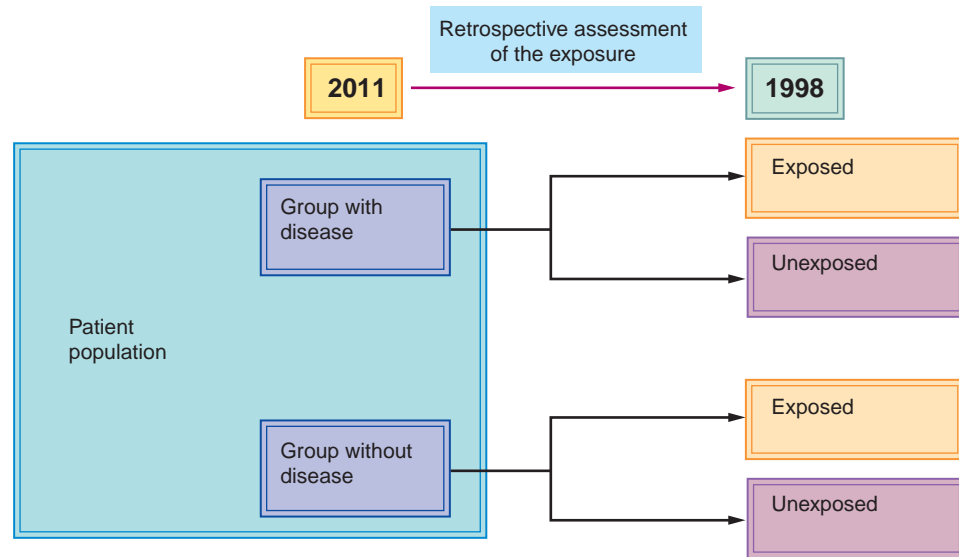 Retrospective assessment
of the exposure
2011
1998
Exposed
Group with
disease
Unexposed
Patient
population
Exposed
Group without
disease
Unexposed